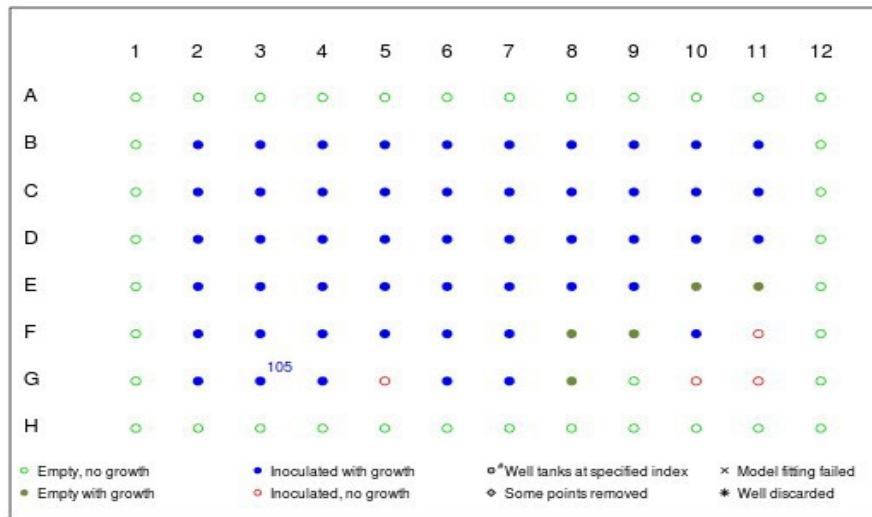 1 2 3 4 5 6 7 8 9 10 11 12
A
B
C
D
E
F
G 105
H
Empty, no growth Inoculated with growth #Well tanks at specified index Model fitting failed
Empty with growth Inoculated, no growth Some points removed Well discarded